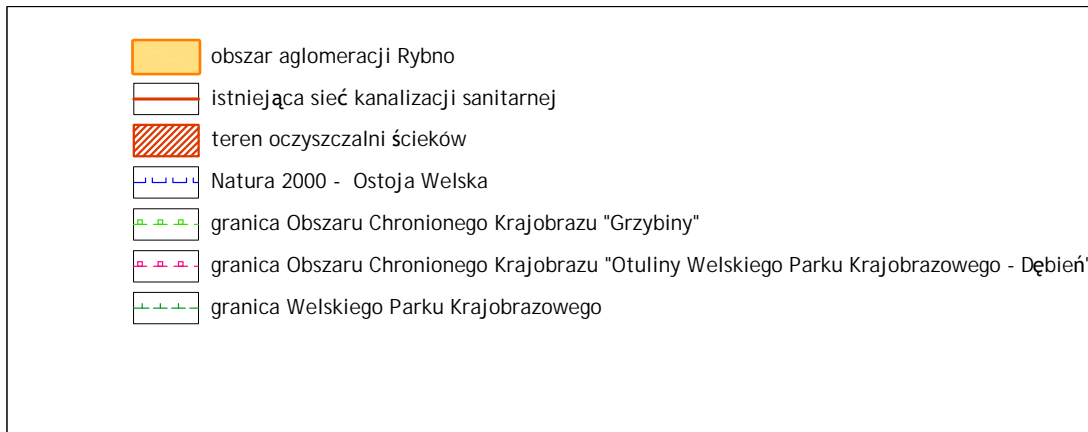 obszar aglomeracji Rybno
istniejąca sieć kanalizacji sanitarnej
teren oczyszczalni ścieków
Natura 2000 - Ostoja Welska
granica Obszaru Chronionego Krajobrazu "Grzybiny"
granica Obszaru Chronionego Krajobrazu "Otuliny Welskiego Parku Krajobrazowego - Dębień"
granica Welskiego Parku Krajobrazowego